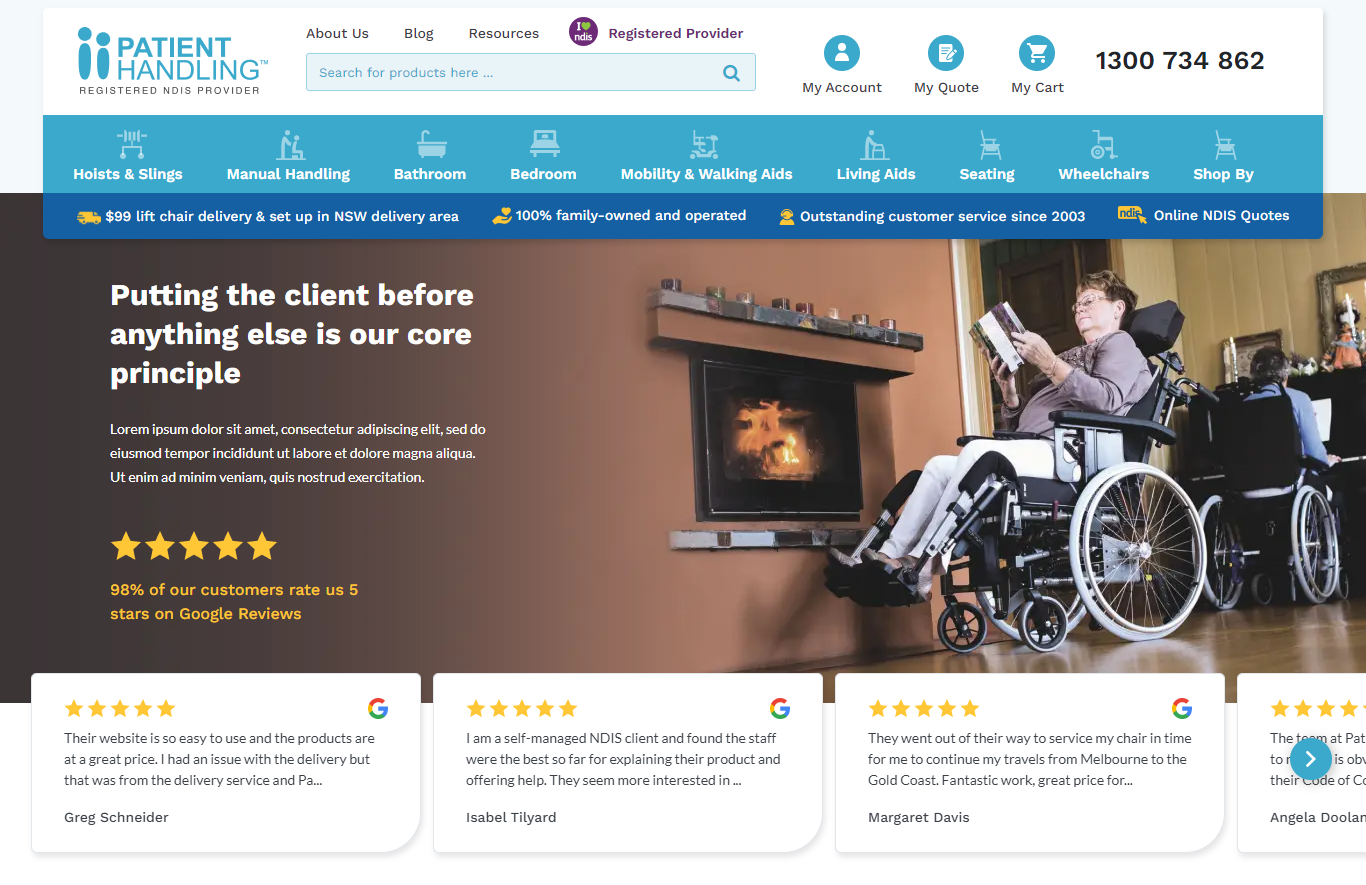 About Us
Blog
Resources
I
ndis
Registered Provider
PATIENT
HANDLING™
REGISTERED NDIS PROVIDER
Search for products here ...
My Account
My Quote
My Cart
1300 734 862
Hoists & Slings
Manual Handling
Bathroom
Bedroom
Mobility & Walking Aids
Living Aids
Seating
Wheelchairs
Shop By
$99 lift chair delivery & set up in NSW delivery area
100% family-owned and operated
Outstanding customer service since 2003
ndis
Online NDIS Quotes
Putting the client before
anything else is our core
principle
Lorem ipsum dolor sit amet, consectetur adipiscing elit, sed do
eiusmod tempor incididunt ut labore et dolore magna aliqua.
Ut enim ad minim veniam, quis nostrud exercitation.
98% of our customers rate us 5
stars on Google Reviews
G
Their website is so easy to use and the products are
at a great price. I had an issue with the delivery but
that was from the delivery service and Pa...
Greg Schneider
G
I am a self-managed NDIS client and found the staff
were the best so far for explaining their product and
offering help. They seem more interested in ...
Isabel Tilyard
G
They went out of their way to service my chair in time
for me to continue my travels from Melbourne to the
Gold Coast. Fantastic work, great price for...
Margaret Davis
The team at Pat
to is obv
their Code of Co
Angela Doolan